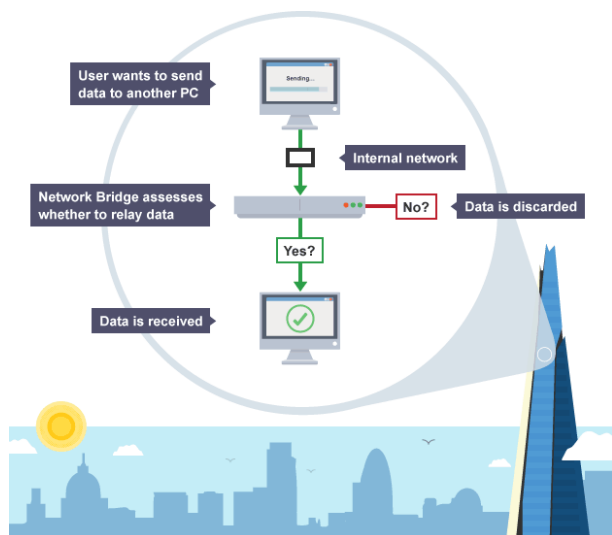 User wants to send
data to another PC
Sending...
Internal network
Network Bridge assesses
whether to relay data
No?
Data is discarded
Yes?
Data is received